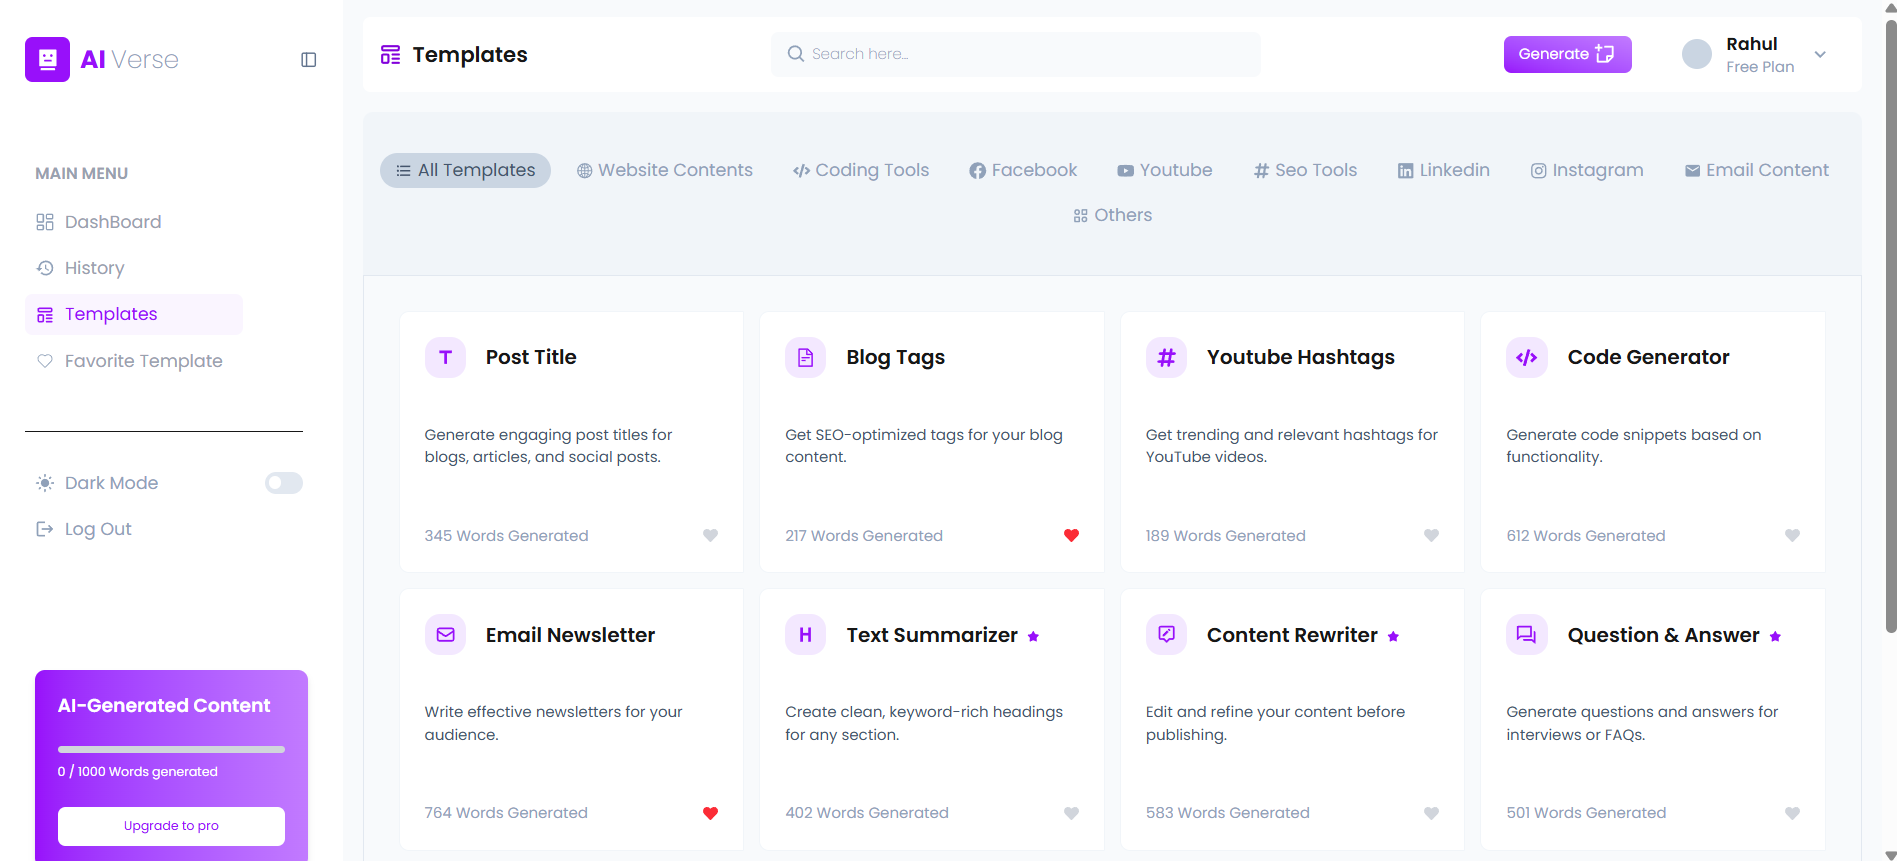 AI Verse
MAIN MENU
DashBoard
History
Templates
Favorite Template
Dark Mode
Log Out
AI-Generated Content
0 / 1000 Words generated
Upgrade to pro
Templates
Search here...
Generate
Rahul
Free Plan
All Templates
Website Contents
Coding Tools
Facebook
Youtube
Seo Tools
Linkedin
Instagram
Email Content
Others
Post Title
Generate engaging post titles for
blogs, articles, and social posts.
345 Words Generated
Blog Tags
Get SEO-optimized tags for your blog
content.
217 Words Generated
Youtube Hashtags
Get trending and relevant hashtags for
YouTube videos.
189 Words Generated
Code Generator
Generate code snippets based on
functionality.
612 Words Generated
Email Newsletter
Write effective newsletters for your
audience.
764 Words Generated
Text Summarizer
Create clean, keyword-rich headings
for any section.
402 Words Generated
Content Rewriter
Edit and refine your content before
publishing.
583 Words Generated
Question & Answer
Generate questions and answers for
interviews or FAQs.
501 Words Generated